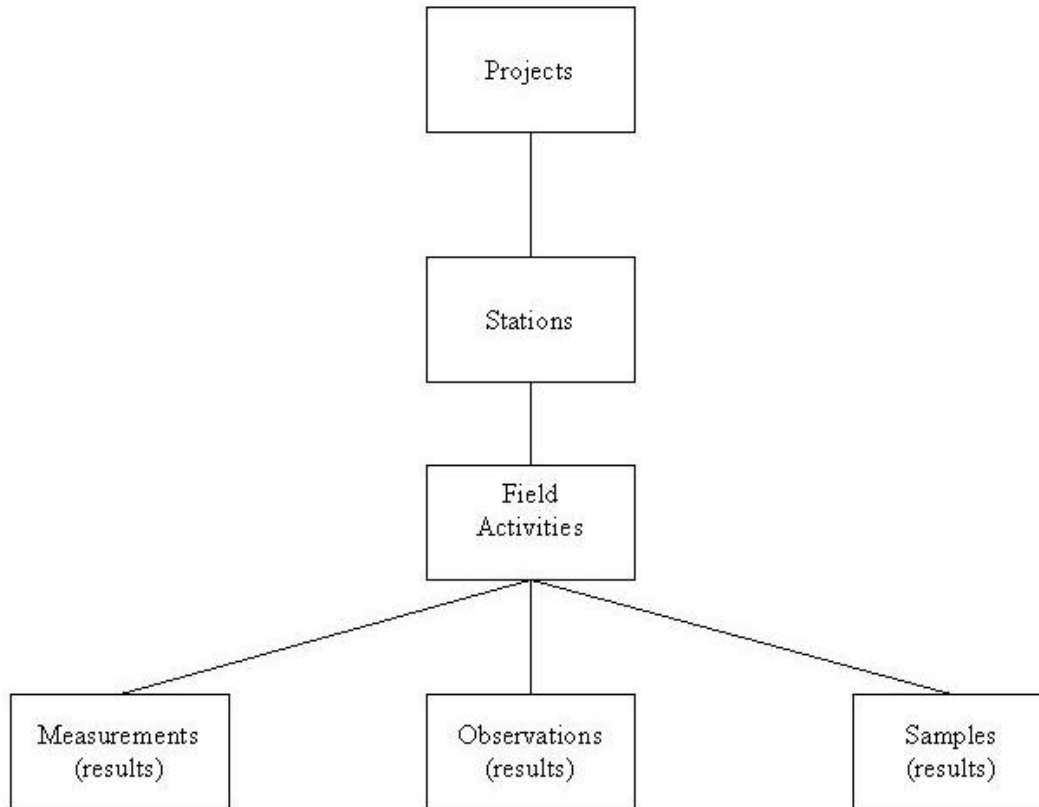 Projects
Stations
Field
Activities
Measurements
(results)
Observations
(results)
Samples
(results)